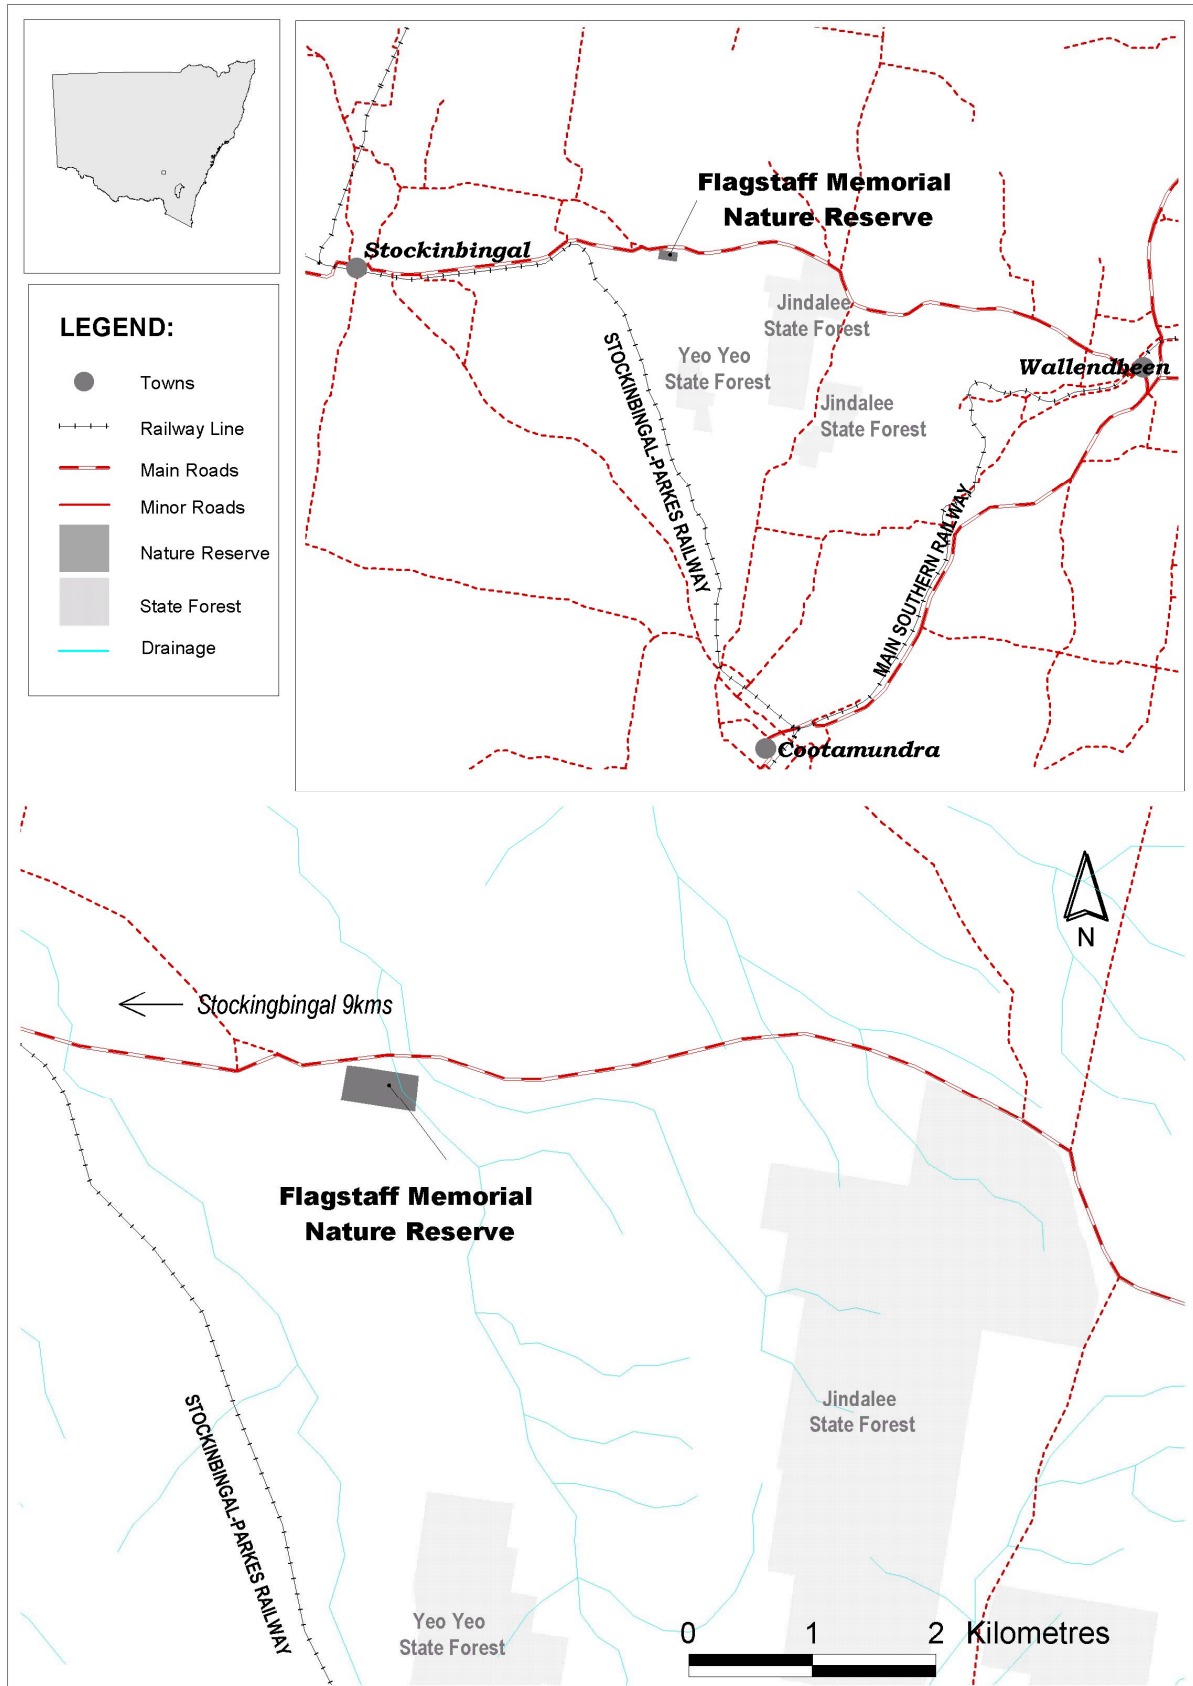 Flagstaff Memorial
Nature Reserve
Stockinbingal
Jindalee
State Forest
Yeo Yeo
State Forest
Wallendbeen
Jindalee
State Forest
STOCKINBINGAL-PARKES RAILWAY
MAIN SOUTHERN RAILWAY
Cootamundra
LEGEND:
Towns
Railway Line
Main Roads
Minor Roads
Nature Reserve
State Forest
Drainage
N
Stockingbingal 9kms
Flagstaff Memorial
Nature Reserve
Jindalee
State Forest
STOCKINBINGAL-PARKES RAILWAY
Yeo Yeo
State Forest
0 1 2 Kilometres